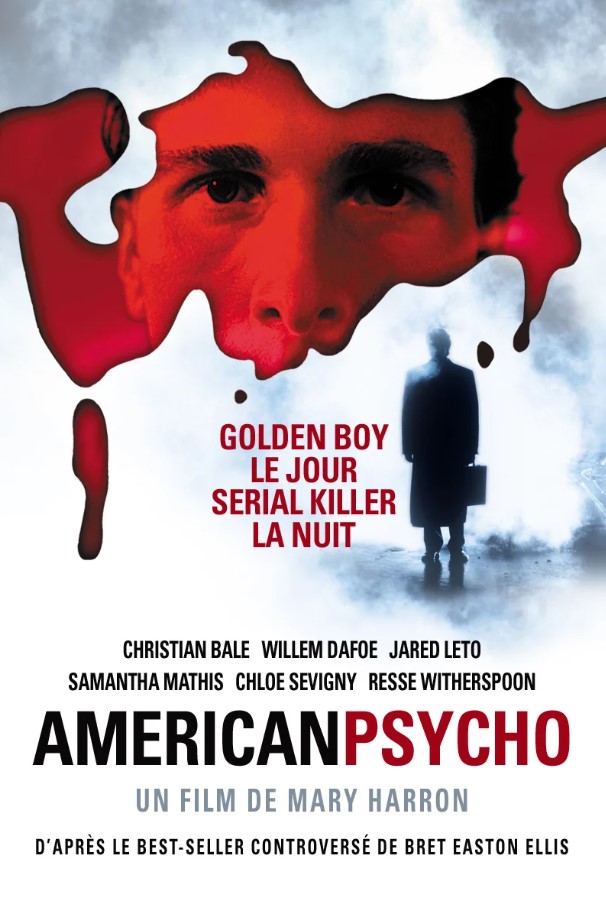 GOLDEN BOY
LE JOUR
SERIAL KILLER
LA NUIT
CHRISTIAN BALE WILLEM DAFOE JARED LETO
SAMANTHA MATHIS CHLOE SEVIGNY RESSE WITHERSPOON
AMERICANPSYCHO
UN FILM DE MARY HARRON
D'APRÈS LE BEST-SELLER CONTROVERSÉ DE BRET EASTON ELLIS